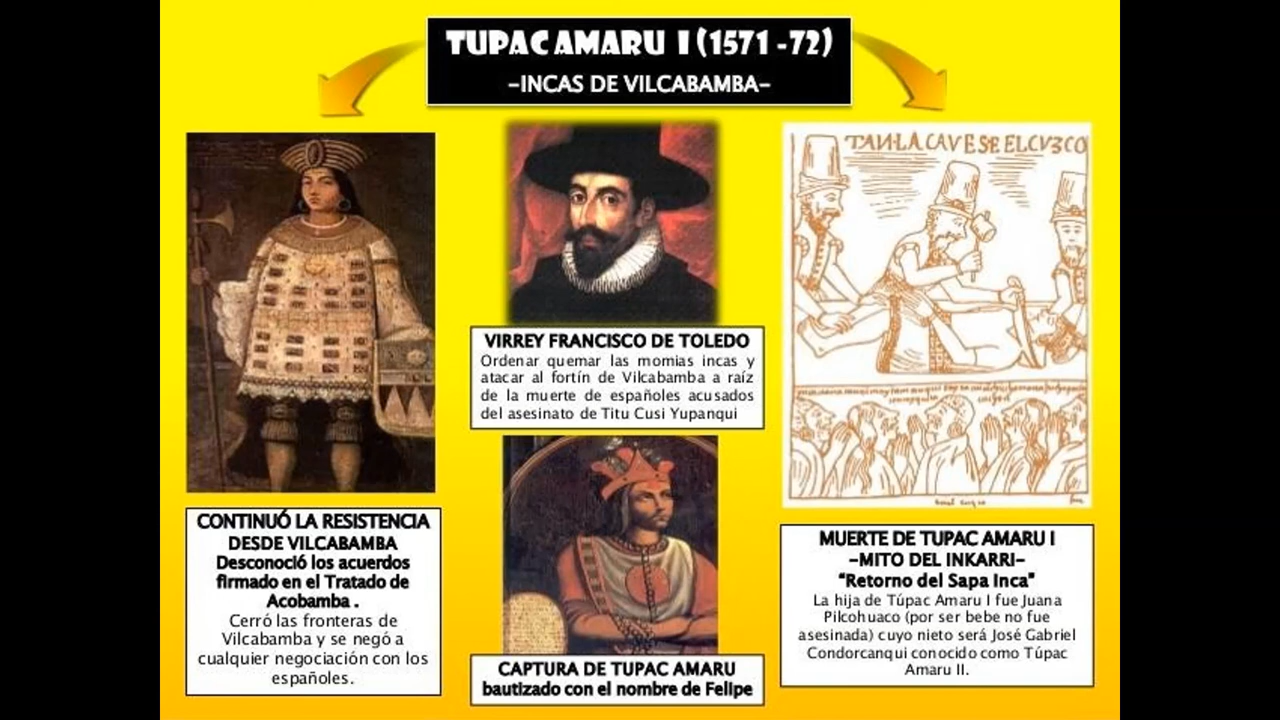 TUPAC AMARU I (1571 -72)
-INCAS DE VILCABAMBA-
CONTINUÓ LA RESISTENCIA
DESDE VILCABAMBA
Desconoció los acuerdos
firmado en el Tratado de
Acobamba .
Cerró las fronteras de
Vilcabamba y se negó a
cualquier negociación con los
españoles.
VIRREY FRANCISCO DE TOLEDO
Ordenar quemar las momias incas y
atacar al fortín de Vilcabamba a raíz
de la muerte de españoles acusados
del asesinato de Titu Cusi Yupanqui
CAPTURA DE TUPAC AMARU
bautizado con el nombre de Felipe
LA CAVESE EL CVZCO
MUERTE DE TUPAC AMARU I
-MITO DEL INKARRI-
"Retorno del Sapa Inca"
La hija de Túpac Amaru I fue Juana
Pilcohuaco (por ser bebe no fue
asesinada) cuyo nieto será José Gabriel
Condorcanqui conocido como Túpac
Amaru II.